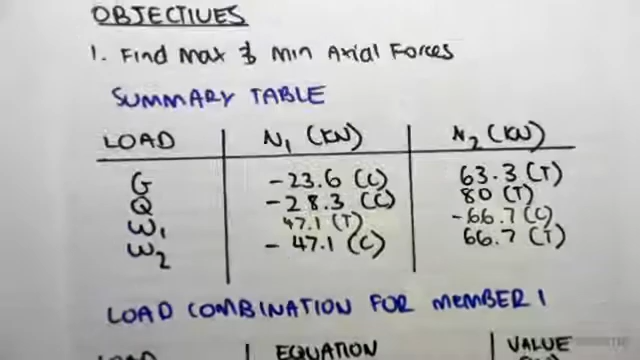 OBJECTIVES
1. Find Max & Min Axial Forces
SUMMARY TABLE
LOAD N1 (KN) N2 (KN)
G -23.6 (C) 63.3 (T)
Q -28.3 (C) 80 (T)
W1 47.1 (T) -66.7 (C)
W2 - 47.1 (C) 66.7 (T)
LOAD COMBINATION FOR MEMBER 1
LOAD EQUATION VALUE